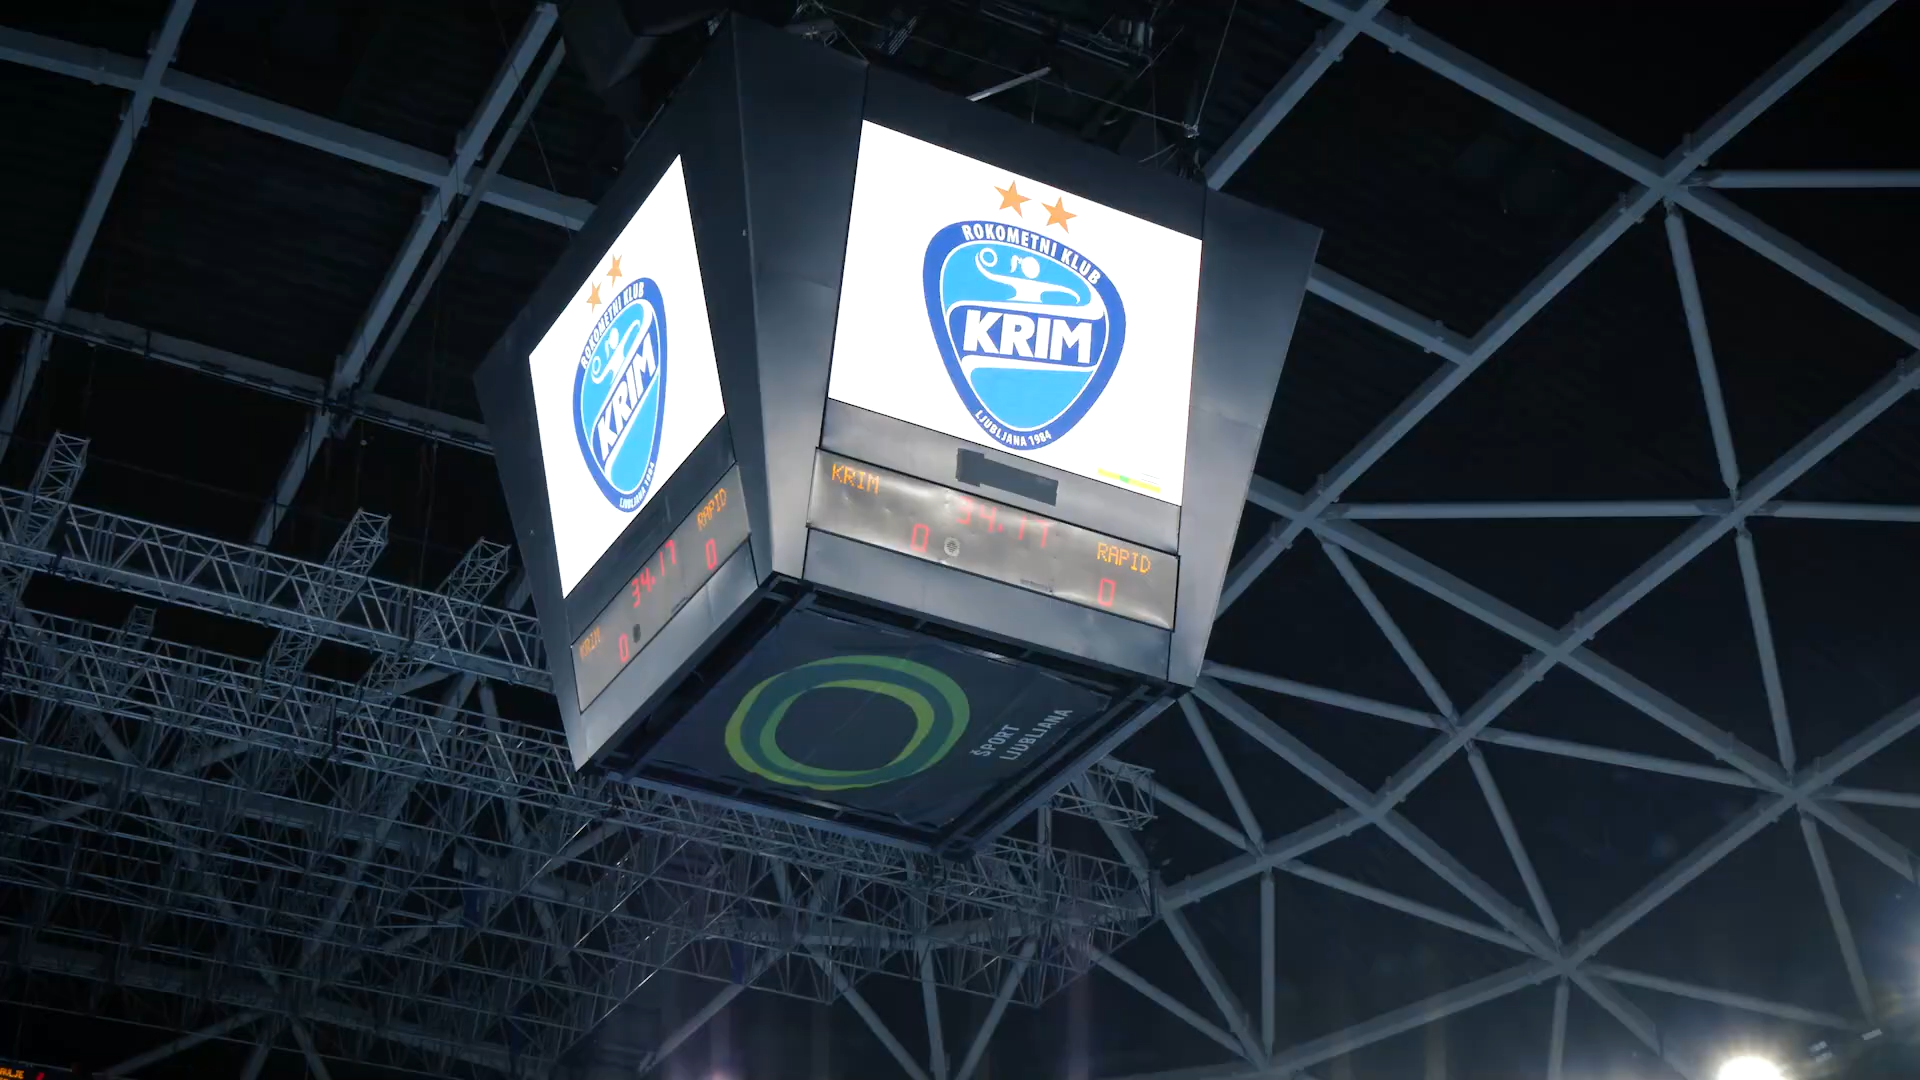 ROKOMETNI KLUB
KRIM
LJUBLJANA 1984
RAPID
34.17
0
KRIM
0
ROKOMETNI KLUB
KRIM
LJUBLJANA 1984
KRIM
34.17
0
RAPID
0
ŠPORT
LJUBLJANA